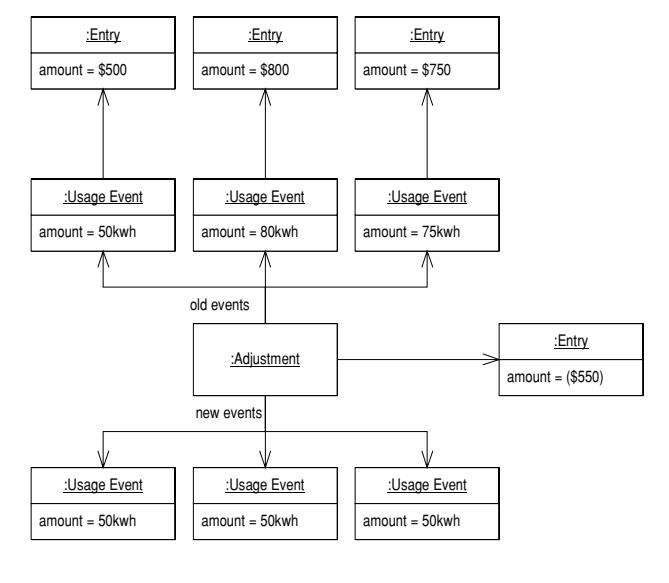 :Entry
:Entry
:Entry
amount = $500
amount = $800
amount = $750
:Usage Event
:Usage Event
:Usage Event
amount = 50kwh
amount = 80kwh
amount = 75kwh
old events
:Adjustment
:Entry
amount = ($550)
new events
:Usage Event
:Usage Event
:Usage Event
amount = 50kwh
amount = 50kwh
amount = 50kwh